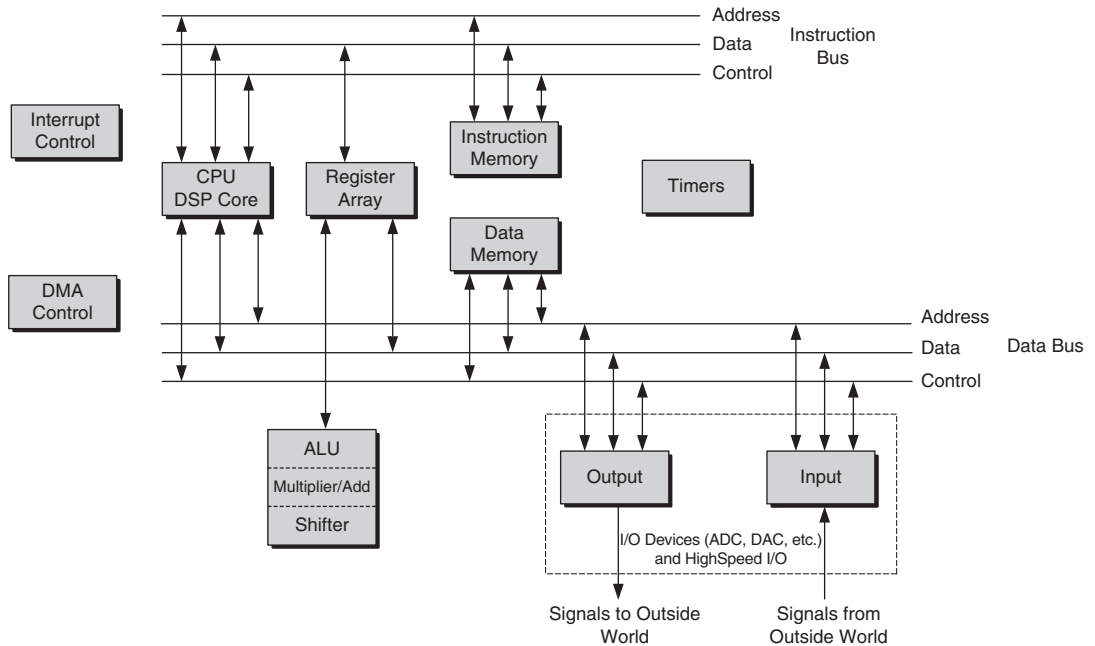 Address
Data
Control
Instruction
Bus
Interrupt
Control
CPU
DSP Core
Register
Array
Instruction
Memory
Timers
Data
Memory
DMA
Control
Address
Data
Control
Data Bus
ALU
Multiplier/Add
Shifter
Output
Input
I/O Devices (ADC, DAC, etc.)
and HighSpeed I/O
Signals to Outside
World
Signals from
Outside World